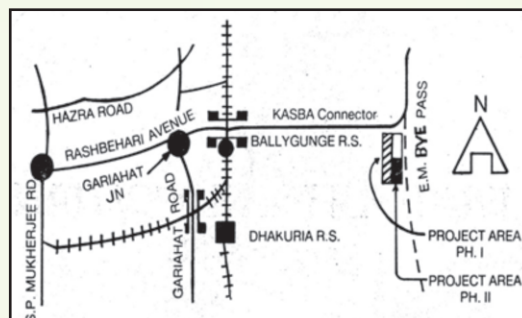 HAZRA ROAD
KASBA Connector
N
RASHBEHARI AVENUE
BALLYGUNGE R.S.
E.M. BYE PASS
GARIAHAT
JN
S.P. MUKHERJEE RD
GARIAHAT ROAD
DHAKURIA R.S.
PROJECT AREA
PH. I
PROJECT AREA
PH. II